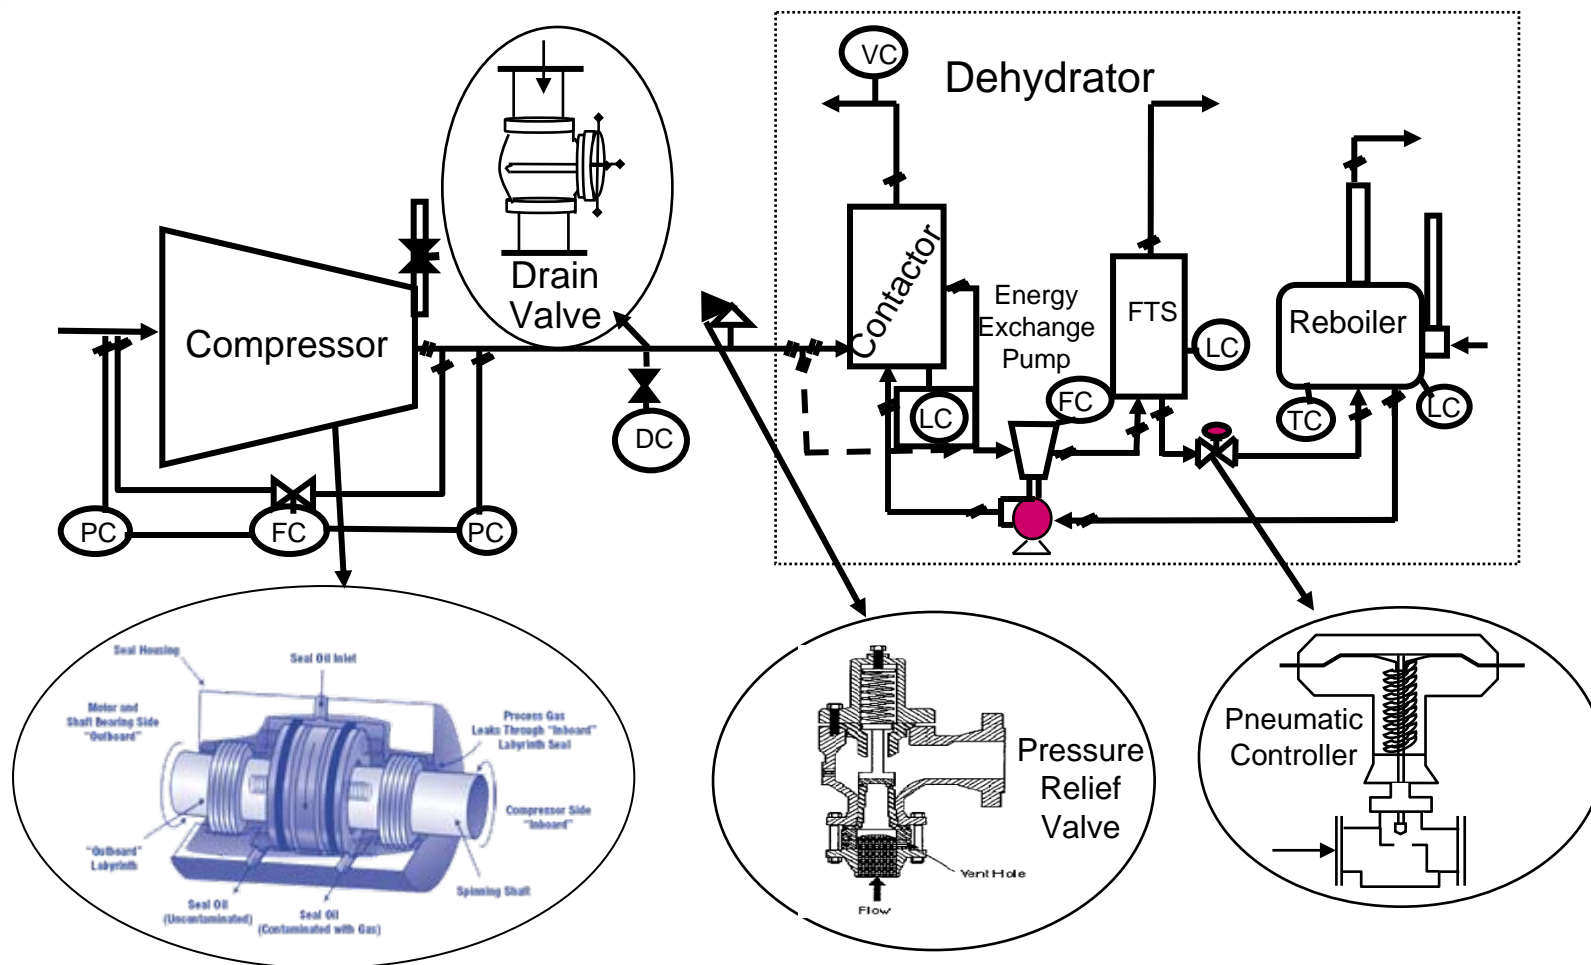 VC
Dehydrator
Drain
Valve
Compressor
Contactor
Energy
Exchange
Pump
FTS
Reboiler
LC
LC
FC
TC
LC
DC
PC
FC
PC
Seal Housing
Seal Oil Inlet
Motor and
Shaft Bearing Side
"Outboard"
Process Gas
Leaks Through "Inboard"
Labyrinth Seal
Compressor Side
"Inboard"
"Outboard"
Labyrinth
Spinning Shaft
Seal Oil
(Uncontaminated)
Seal Oil
(Contaminated with Gas)
Pressure
Relief
Valve
Vent Hole
Flow
Pneumatic
Controller